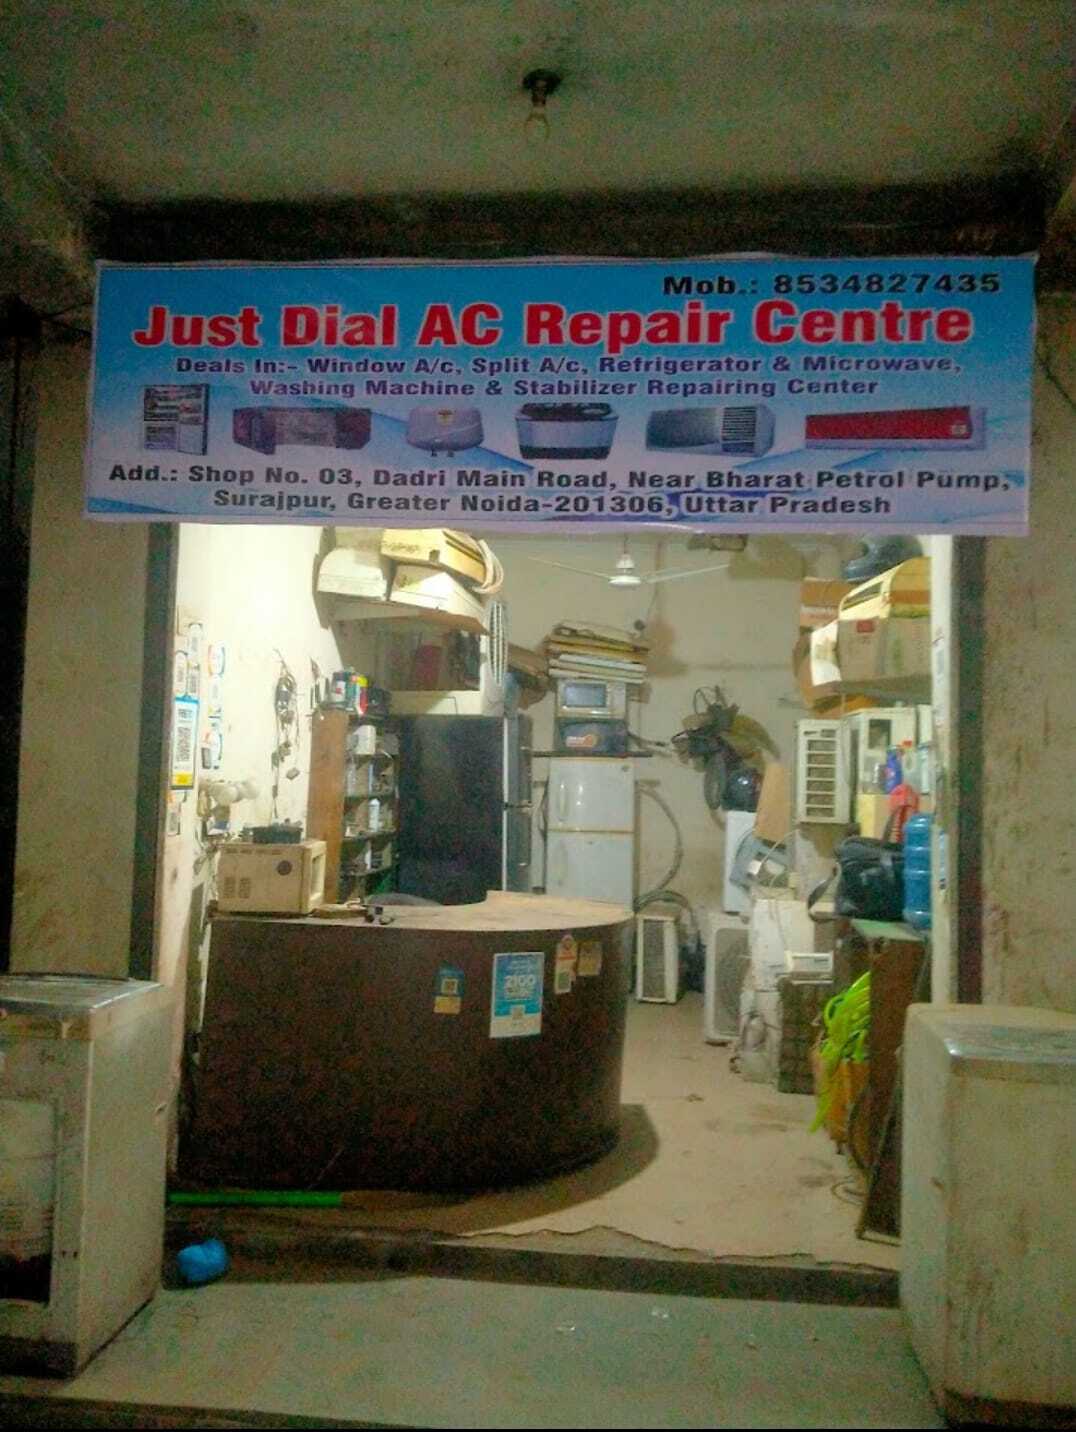 Mob.: 8534827435
Just Dial AC Repair Centre
Deals In:- Window A/c, Split A/c, Refrigerator & Microwave,
Washing Machine & Stabilizer Repairing Center
Add.: Shop No. 03, Dadri Main Road, Near Bharat Petrol Pump,
Surajpur, Greater Noida-201306, Uttar Pradesh